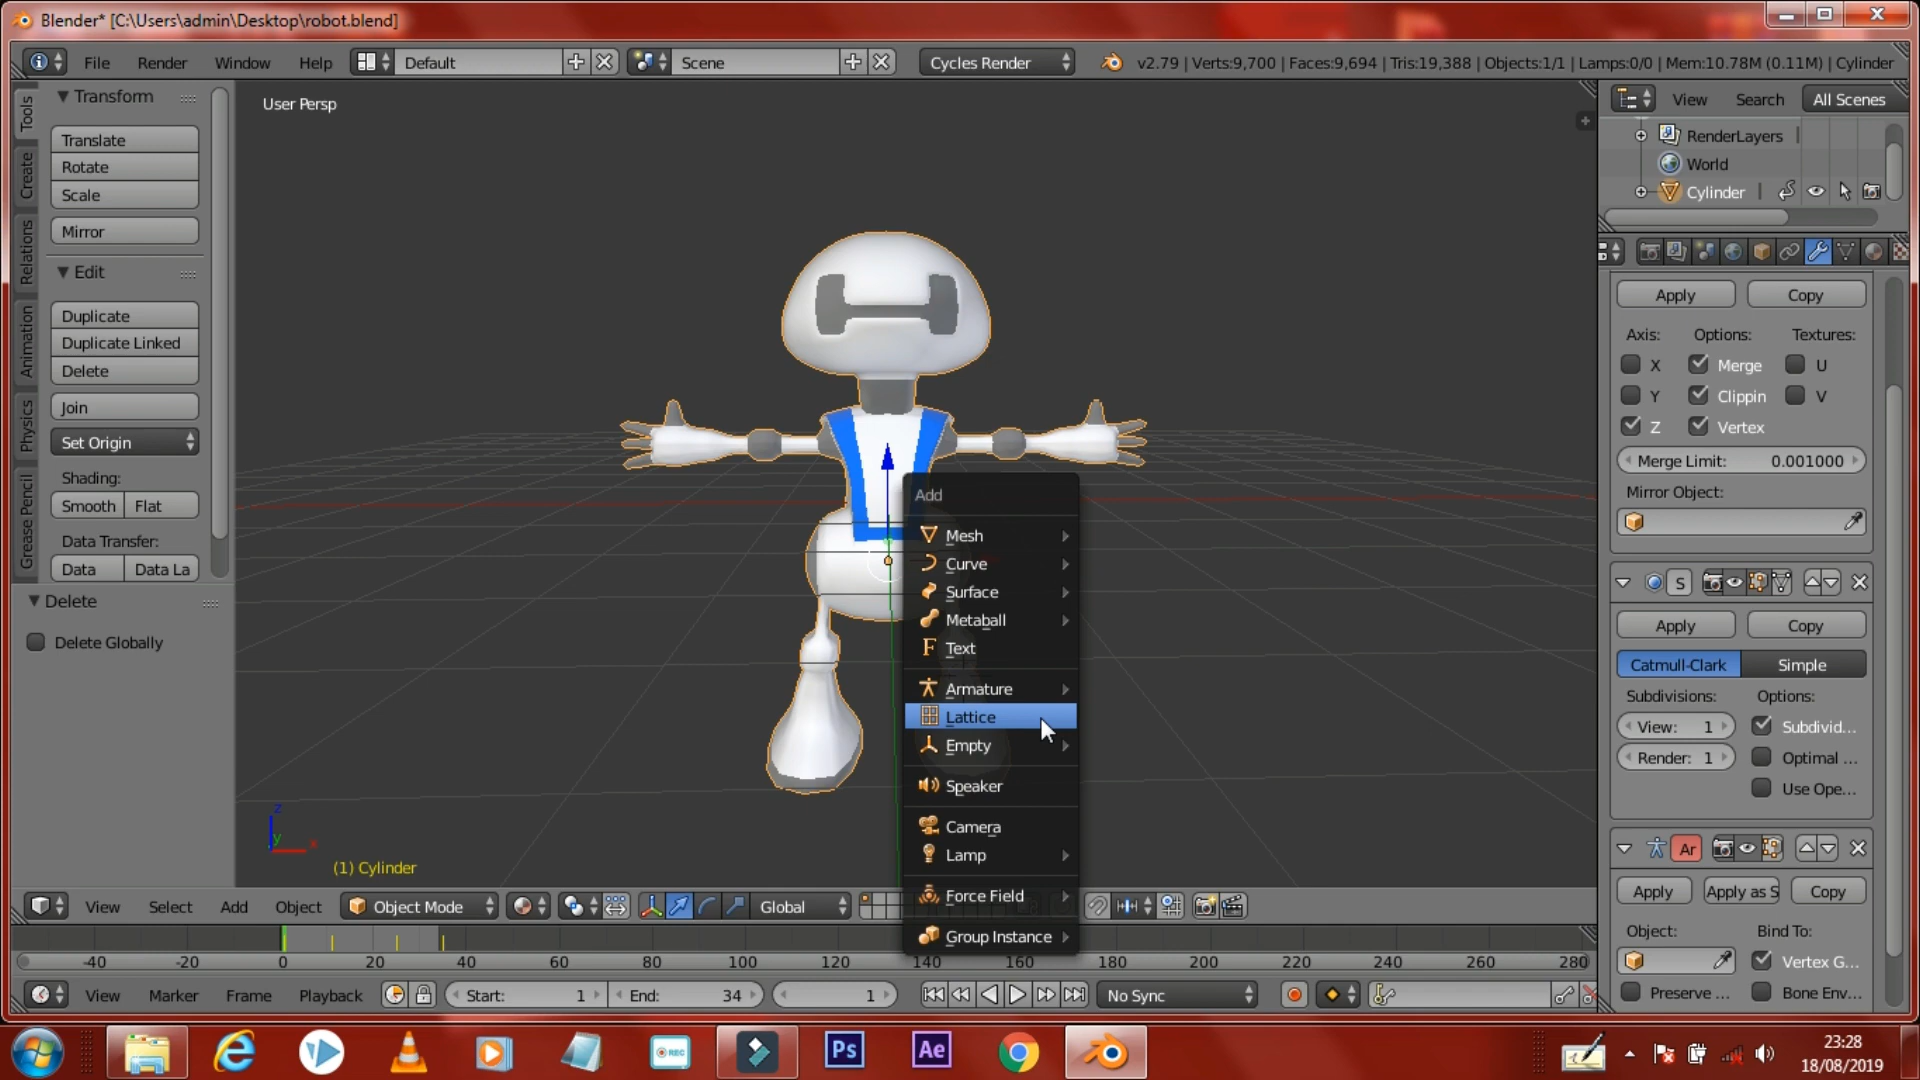 Blender* [C:\Users\admin\Desktop\robot.blend]
File Render Window Help Default Scene Cycles Render v2.79 | Verts:9,700 | Faces:9,694 | Tris:19,388 | Objects:1/1 | Lamps:0/0 | Mem:10.78M (0.11M) | Cylinder
Tools
Create
Relations
Animation
Physics
Grease Pencil
Transform
Translate
Rotate
Scale
Mirror
Edit
Duplicate
Duplicate Linked
Delete
Join
Set Origin
Shading:
Smooth Flat
Data Transfer:
Data Data La
Delete
Delete Globally
User Persp
z
y
x
(1) Cylinder
Add
Mesh
Curve
Surface
Metaball
Text
Armature
Lattice
Empty
Speaker
Camera
Lamp
Force Field
Group Instance
View Search All Scenes
RenderLayers
World
Cylinder
Apply Copy
Axis: Options: Textures:
X Merge U
Y Clippin V
Z Vertex
Merge Limit: 0.001000
Mirror Object:
S
Apply Copy
Catmull-Clark Simple
Subdivisions: Options:
View: 1 Subdivid...
Render: 1 Optimal ...
Use Ope...
Ar
Apply Apply as S Copy
Object: Bind To:
Vertex G...
Preserve ... Bone Env...
View Select Add Object Object Mode Global
-40 -20 0 20 40 60 80 100 120 140 160 180 200 220 240 260 280
View Marker Frame Playback Start: 1 End: 34 1 No Sync
REC
Ps
Ae
23:28
18/08/2019